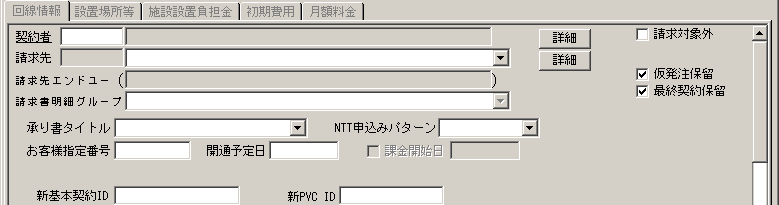 回線情報 設置場所等 施設設置負担金 初期費用 月額料金
契約者 詳細 請求対象外
請求先 詳細
請求先エンドユー ( ) 仮発注保留
請求書明細グループ 最終契約保留
承り書タイトル NTT申込みパターン
お客様指定番号 開通予定日 課金開始日
新基本契約ID 新PVC ID